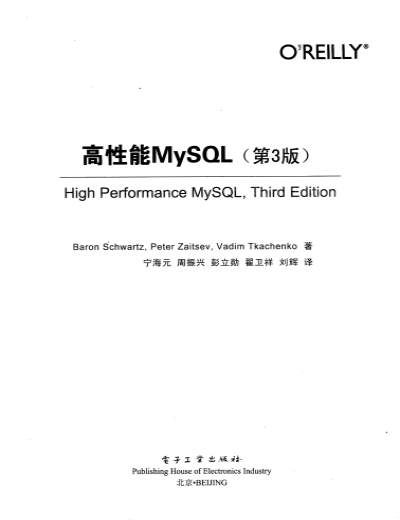 O'REILLY®
高性能MySQL（第3版）
High Performance MySQL, Third Edition
Baron Schwartz, Peter Zaitsev, Vadim Tkachenko 著
宁海元 周振兴 彭立勋 翟卫祥 刘辉 译
电子工业出版社
Publishing House of Electronics Industry
北京•BEIJING